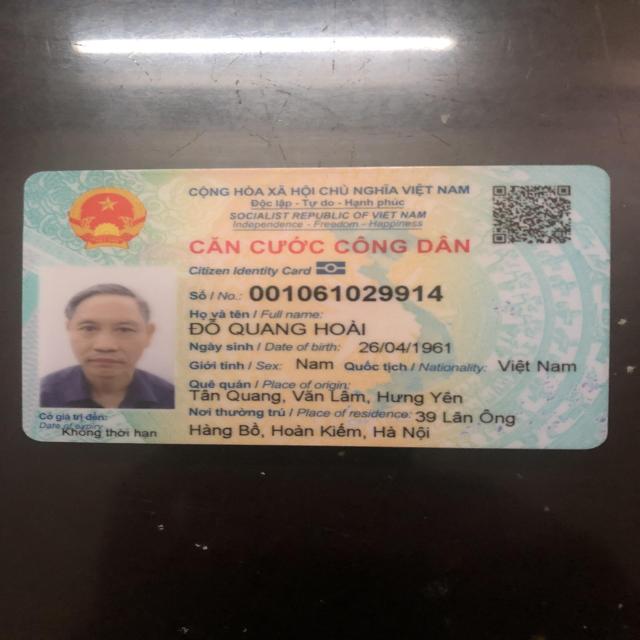 CỘNG HÒA XÃ HỘI CHỦ NGHĨA VIỆT NAM
Độc lập - Tự do - Hạnh phúc
SOCIALIST REPUBLIC OF VIET NAM
Independence - Freedom - Happiness
CĂN CƯỚC CÔNG DÂN
Citizen Identity Card
Số / No.: 001061029914
Họ và tên / Full name:
ĐỖ QUANG HOÀI
Ngày sinh / Date of birth: 26/04/1961
Giới tính / Sex: Nam Quốc tịch / Nationality: Việt Nam
Quê quán / Place of origin:
Tân Quang, Văn Lâm, Hưng Yên
Nơi thường trú / Place of residence: 39 Lãn Ông
Hàng Bồ, Hoàn Kiếm, Hà Nội
Có giá trị đến:
Date of expiry
Không thời hạn